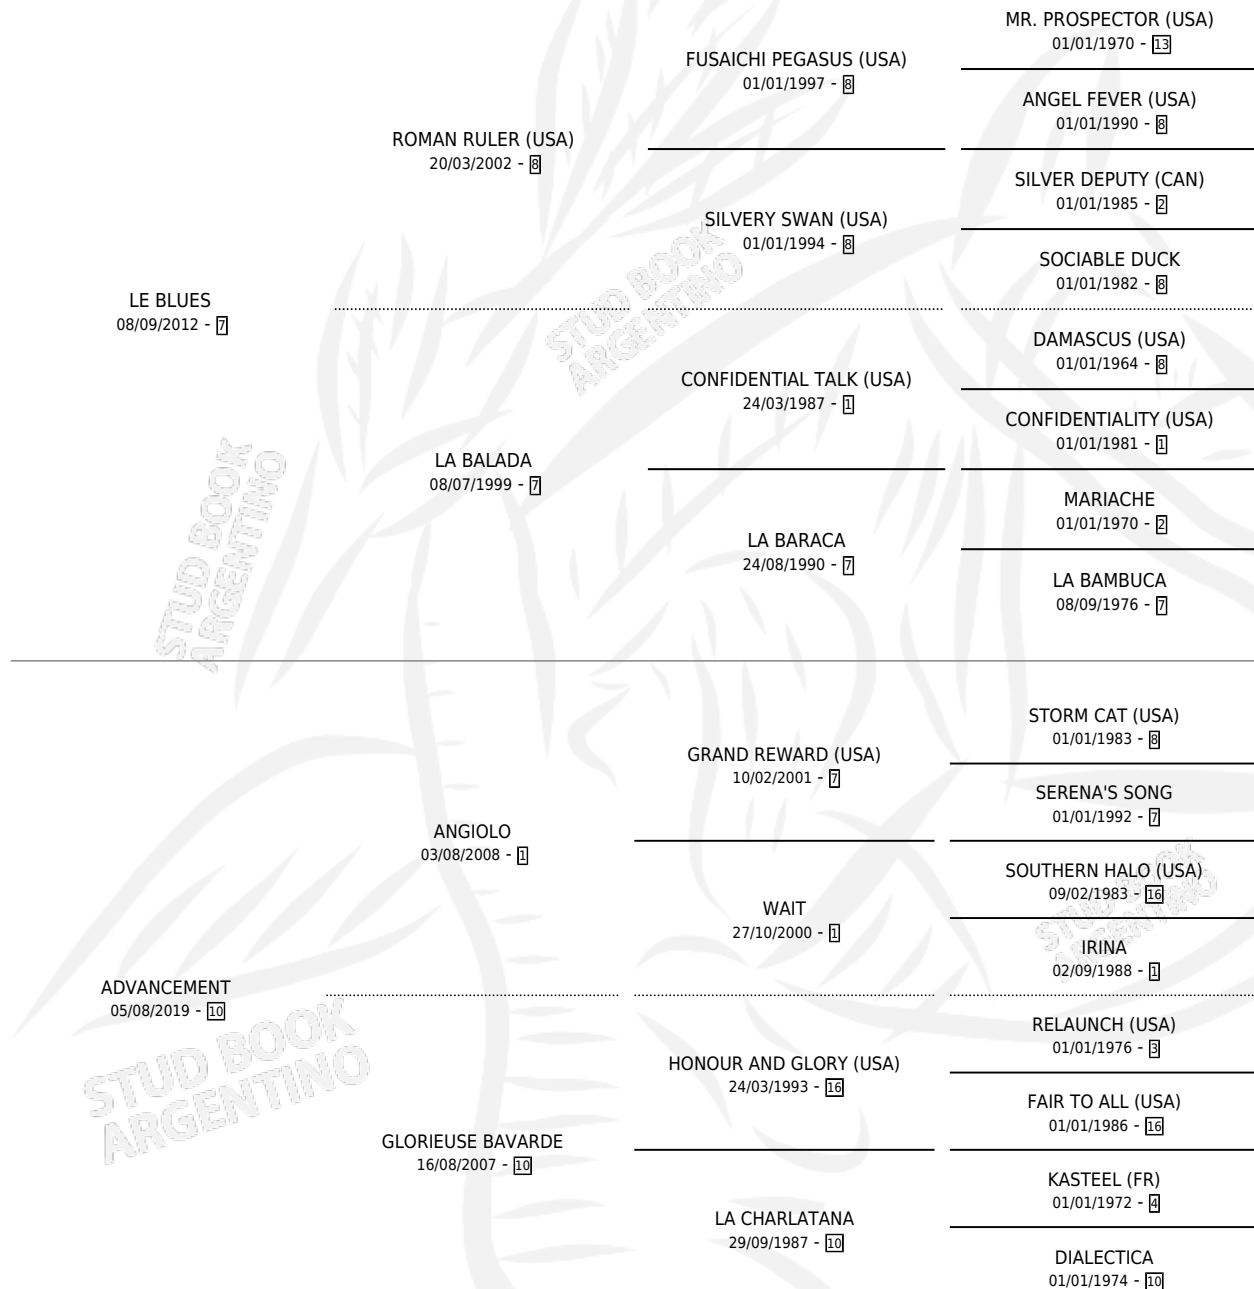 MR. PROSPECTOR (USA)
01/01/1970 - 13
FUSAICHI PEGASUS (USA)
01/01/1997 - 8
ANGEL FEVER (USA)
01/01/1990 - 8
ROMAN RULER (USA)
20/03/2002 - 8
SILVER DEPUTY (CAN)
01/01/1985 - 2
SILVERY SWAN (USA)
01/01/1994 - 8
SOCIABLE DUCK
01/01/1982 - 8
LE BLUES
08/09/2012 - 7
DAMASCUS (USA)
01/01/1964 - 8
CONFIDENTIAL TALK (USA)
24/03/1987 - 1
CONFIDENTIALITY (USA)
01/01/1981 - 1
LA BALADA
08/07/1999 - 7
MARIACHE
01/01/1970 - 2
LA BARACA
24/08/1990 - 7
LA BAMBUCA
08/09/1976 - 7
STORM CAT (USA)
01/01/1983 - 8
GRAND REWARD (USA)
10/02/2001 - 7
SERENA'S SONG
01/01/1992 - 7
ANGIOLO
03/08/2008 - 1
SOUTHERN HALO (USA)
09/02/1983 - 16
WAIT
27/10/2000 - 1
IRINA
02/09/1988 - 1
ADVANCEMENT
05/08/2019 - 10
RELAUNCH (USA)
01/01/1976 - 3
HONOUR AND GLORY (USA)
24/03/1993 - 16
FAIR TO ALL (USA)
01/01/1986 - 16
GLORIEUSE BAVARDE
16/08/2007 - 10
KASTEEL (FR)
01/01/1972 - 4
LA CHARLATANA
29/09/1987 - 10
DIALECTICA
01/01/1974 - 10
STUD BOOK
ARGENTINO
STUD BOOK
ARGENTINO
STUD BOOK
ARGENTINO
STUD BOOK
ARGENTINO